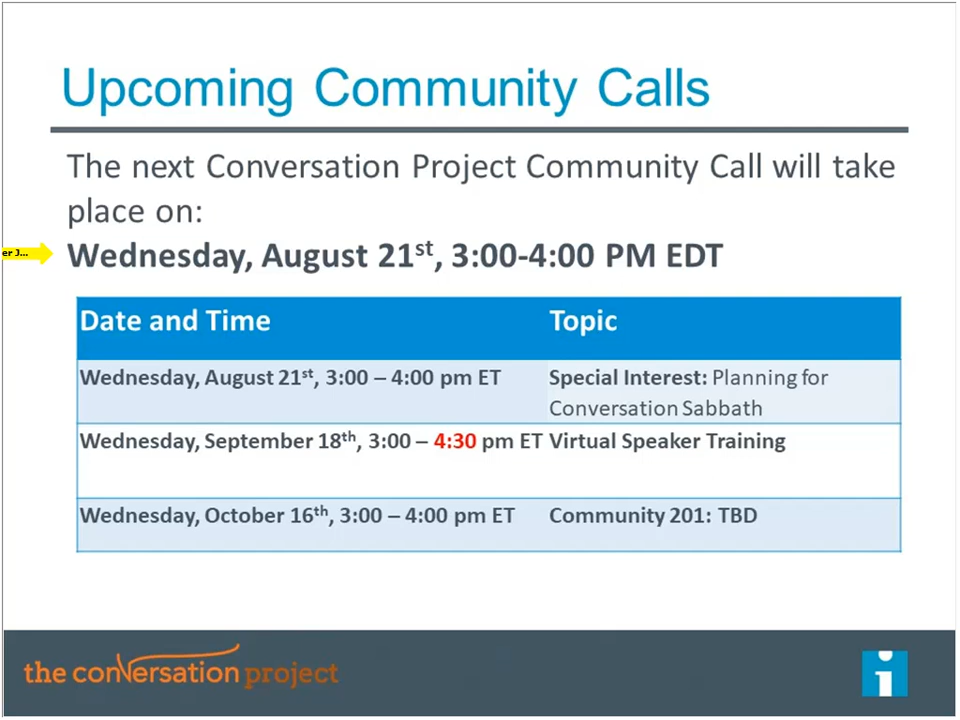 Upcoming Community Calls
The next Conversation Project Community Call will take
place on:
er J...
Wednesday, August 21st, 3:00-4:00 PM EDT
Date and Time Topic
Wednesday, August 21st, 3:00 – 4:00 pm ET Special Interest: Planning for
Conversation Sabbath
Wednesday, September 18th, 3:00 – 4:30 pm ET Virtual Speaker Training
Wednesday, October 16th, 3:00 – 4:00 pm ET Community 201: TBD
the conversation project
i